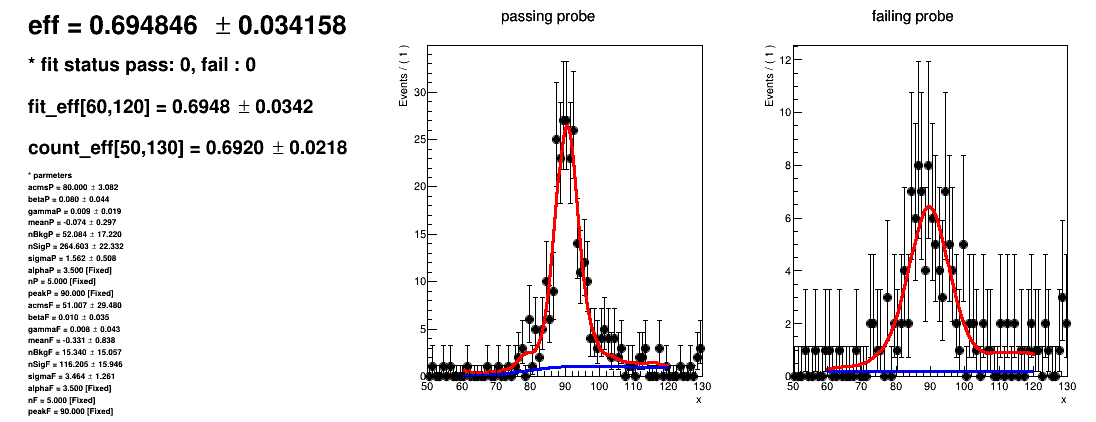 eff = 0.694846 ± 0.034158
* fit status pass: 0, fail : 0
fit_eff[60,120] = 0.6948 ± 0.0342
count_eff[50,130] = 0.6920 ± 0.0218
* parmeters
acmsP = 80.000 ± 3.082
betaP = 0.080 ± 0.044
gammaP = 0.009 ± 0.019
meanP = -0.074 ± 0.297
nBkgP = 52.084 ± 17.220
nSigP = 264.603 ± 22.332
sigmaP = 1.562 ± 0.508
alphaP = 3.500 [Fixed]
nP = 5.000 [Fixed]
peakP = 90.000 [Fixed]
acmsF = 51.007 ± 29.480
betaF = 0.010 ± 0.035
gammaF = 0.008 ± 0.043
meanF = -0.331 ± 0.838
nBkgF = 15.340 ± 15.057
nSigF = 116.205 ± 15.946
sigmaF = 3.464 ± 1.261
alphaF = 3.500 [Fixed]
nF = 5.000 [Fixed]
peakF = 90.000 [Fixed]
passing probe
Events / ( 1 )
30
25
20
15
10
5
0
50 60 70 80 90 100 110 120 130
x
failing probe
Events / ( 1 )
12
10
8
6
4
2
0
50 60 70 80 90 100 110 120 130
x